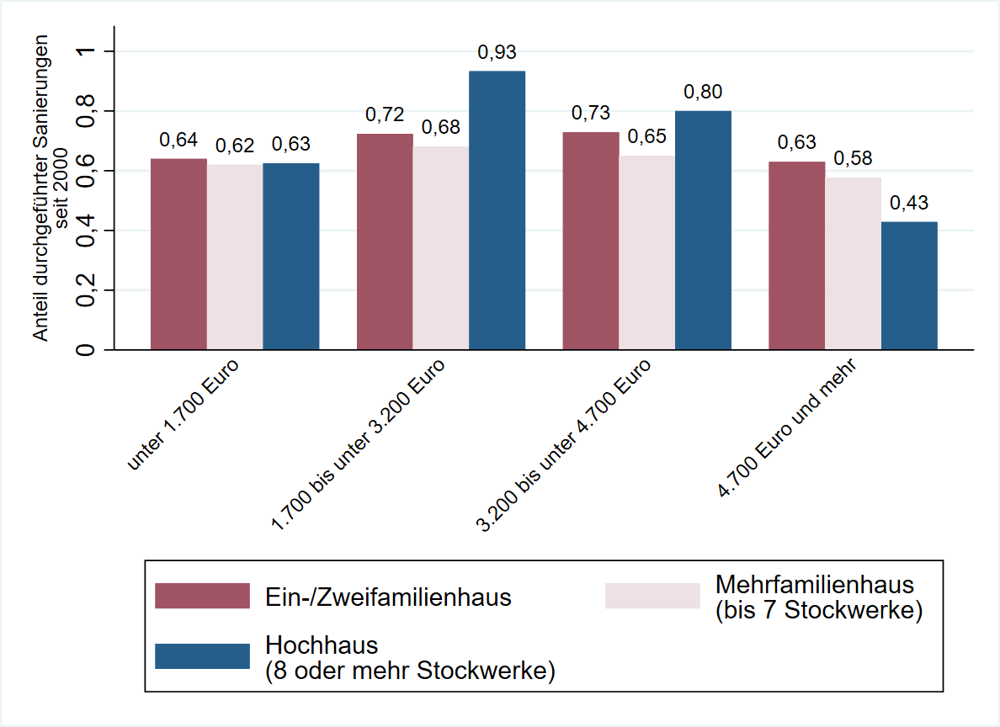 Anteil durchgeführter Sanierungen
seit 2000
1
0,8
0,6
0,4
0,2
0
0,64
0,62
0,63
0,72
0,68
0,93
0,73
0,65
0,80
0,63
0,58
0,43
unter 1.700 Euro
1.700 bis unter 3.200 Euro
3.200 bis unter 4.700 Euro
4.700 Euro und mehr
Ein-/Zweifamilienhaus
Mehrfamilienhaus
(bis 7 Stockwerke)
Hochhaus
(8 oder mehr Stockwerke)